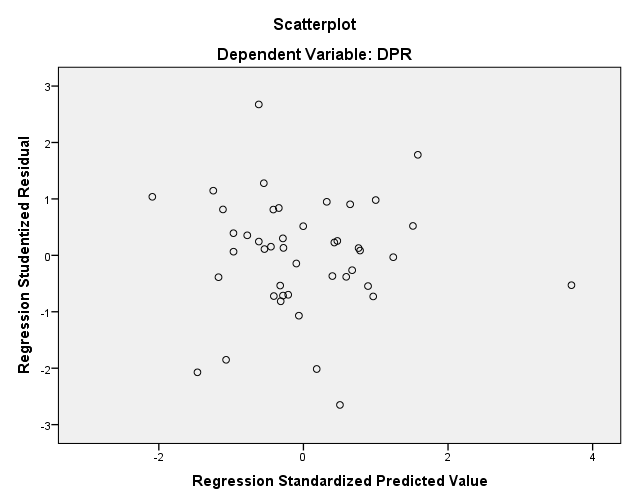 Scatterplot
Dependent Variable: DPR
Regression Studentized Residual
3
2
1
0
-1
-2
-3
-2
0
2
4
Regression Standardized Predicted Value